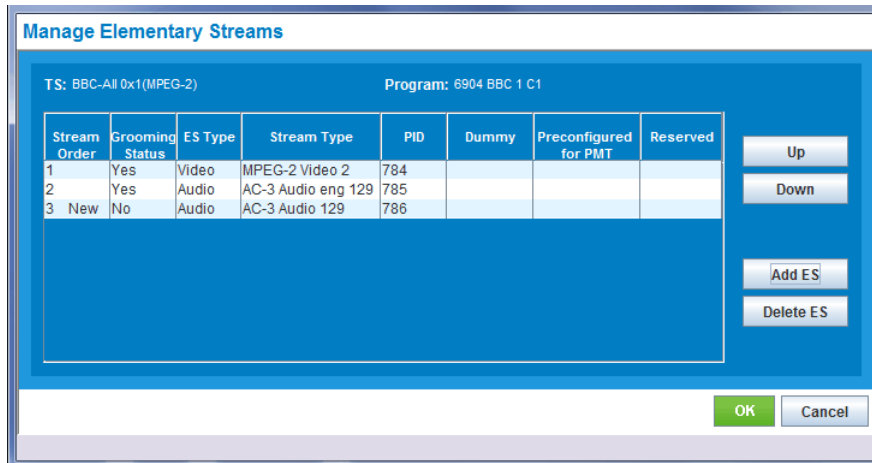 Manage Elementary Streams
TS: BBC-All 0x1(MPEG-2) Program: 6904 BBC 1 C1
Stream Order Grooming Status ES Type Stream Type PID Dummy Preconfigured for PMT Reserved
1 Yes Video MPEG-2 Video 2 784
2 Yes Audio AC-3 Audio eng 129 785
3 New No Audio AC-3 Audio 129 786
Up
Down
Add ES
Delete ES
OK Cancel